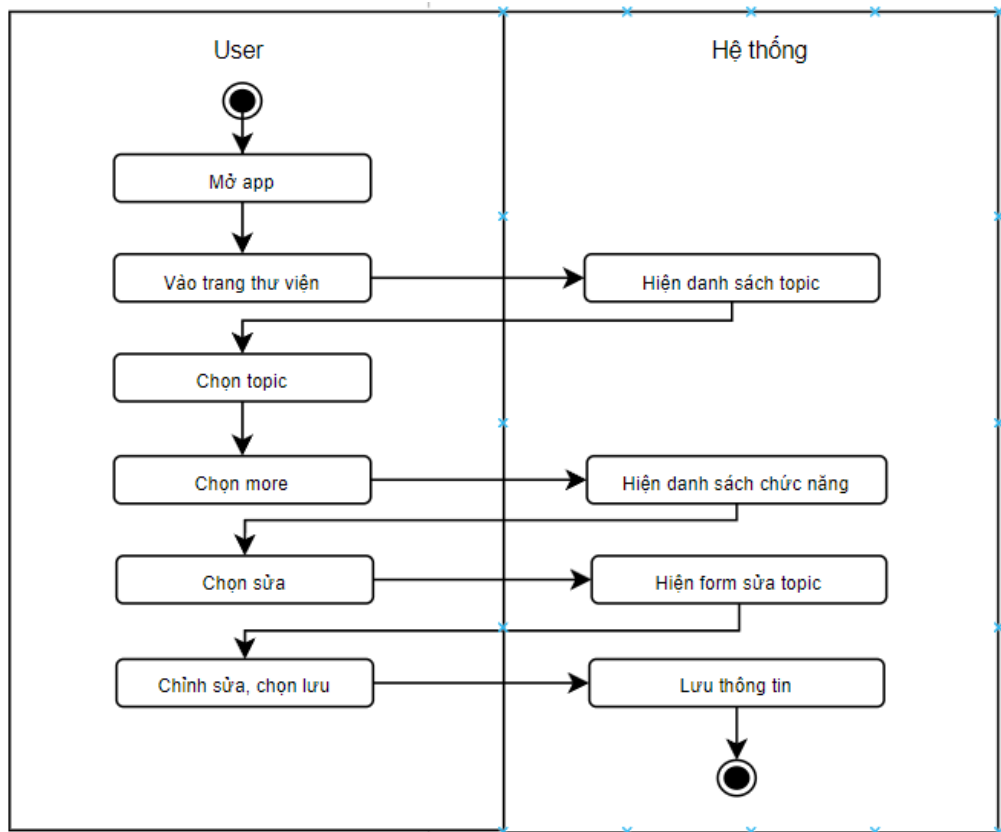 User
Hệ thống
Mở app
Vào trang thư viện
Hiện danh sách topic
Chọn topic
Chọn more
Hiện danh sách chức năng
Chọn sửa
Hiện form sửa topic
Chỉnh sửa, chọn lưu
Lưu thông tin